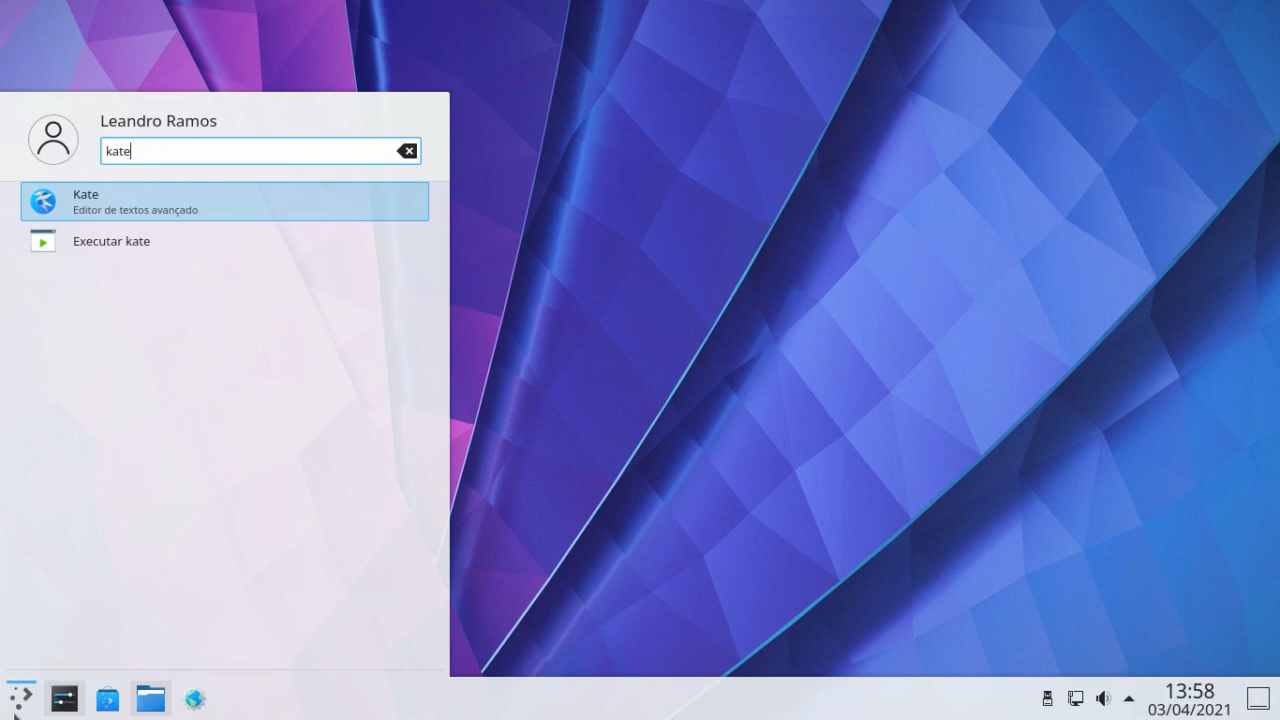 Leandro Ramos
kate
Kate
Editor de textos avançado
Executar kate
13:58
03/04/2021